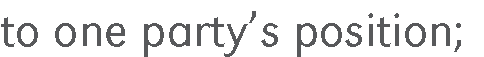 to one party’s position;